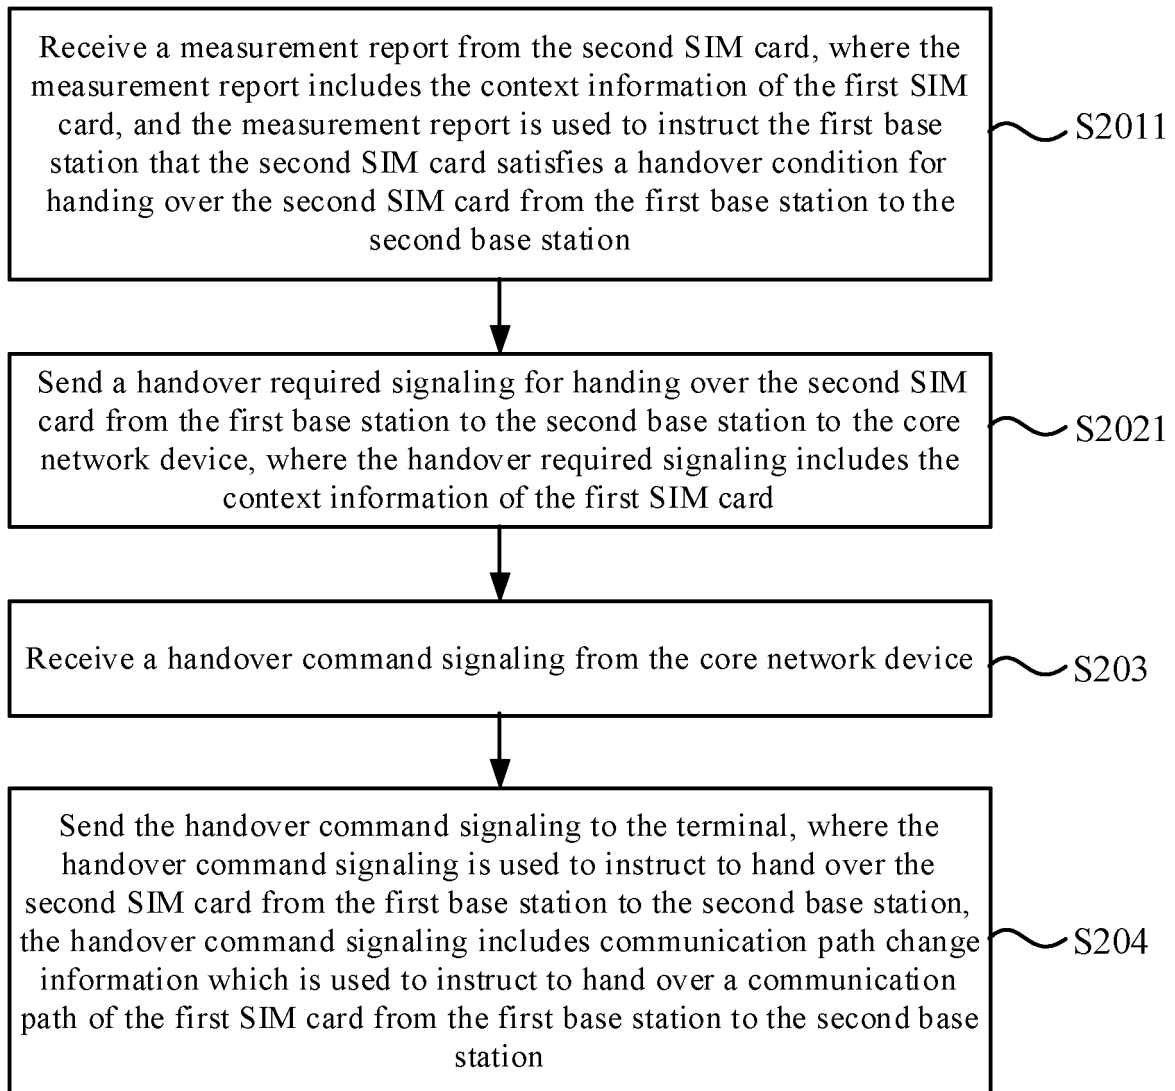 Receive a measurement report from the second SIM card, where the
measurement report includes the context information of the first SIM
card, and the measurement report is used to instruct the first base
station that the second SIM card satisfies a handover condition for
handing over the second SIM card from the first base station to the
second base station
S2011
Send a handover required signaling for handing over the second SIM
card from the first base station to the second base station to the core
network device, where the handover required signaling includes the
context information of the first SIM card
S2021
Receive a handover command signaling from the core network device
S203
Send the handover command signaling to the terminal, where the
handover command signaling is used to instruct to hand over the
second SIM card from the first base station to the second base station,
the handover command signaling includes communication path change
information which is used to instruct to hand over a communication
path of the first SIM card from the first base station to the second base
station
S204